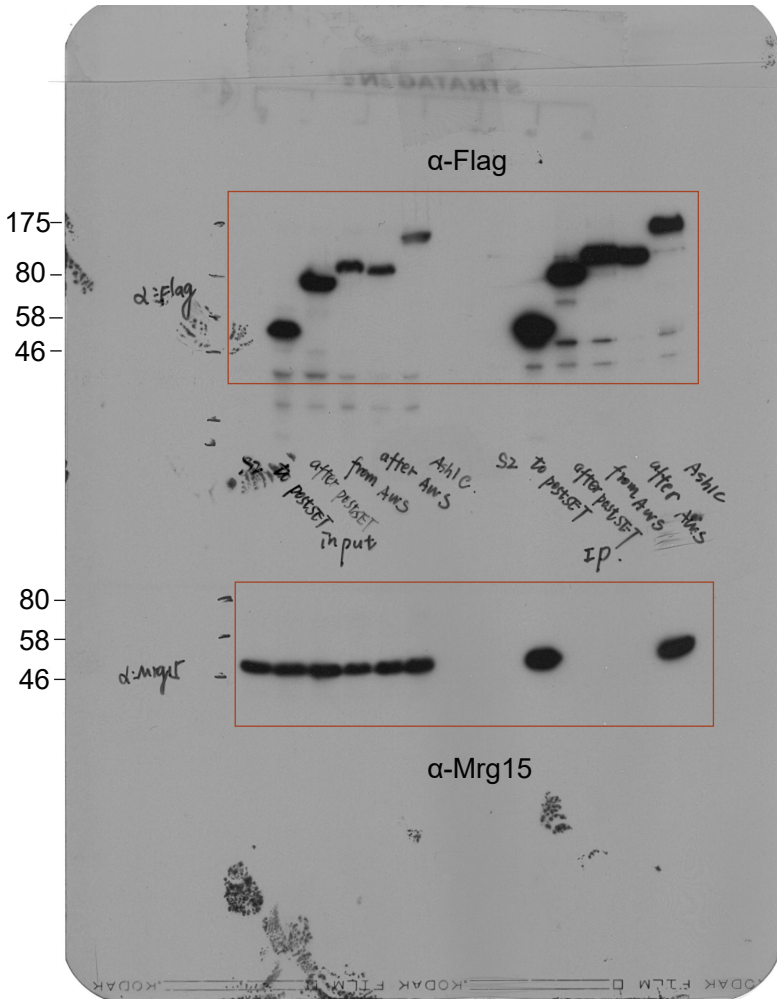 STRATAGENE
α-Flag
175
80
α-Flag
58
46
S2 to postSET after postSET from AWS after AWS Ash1C.
input
S2 to postSET after postSET from AWS after AWS Ash1C
IP.
80
58
46
α-Mrg15
α-Mrg15
KODAK
KODAK FILM
KODAK
KODAK FILM
KODAK